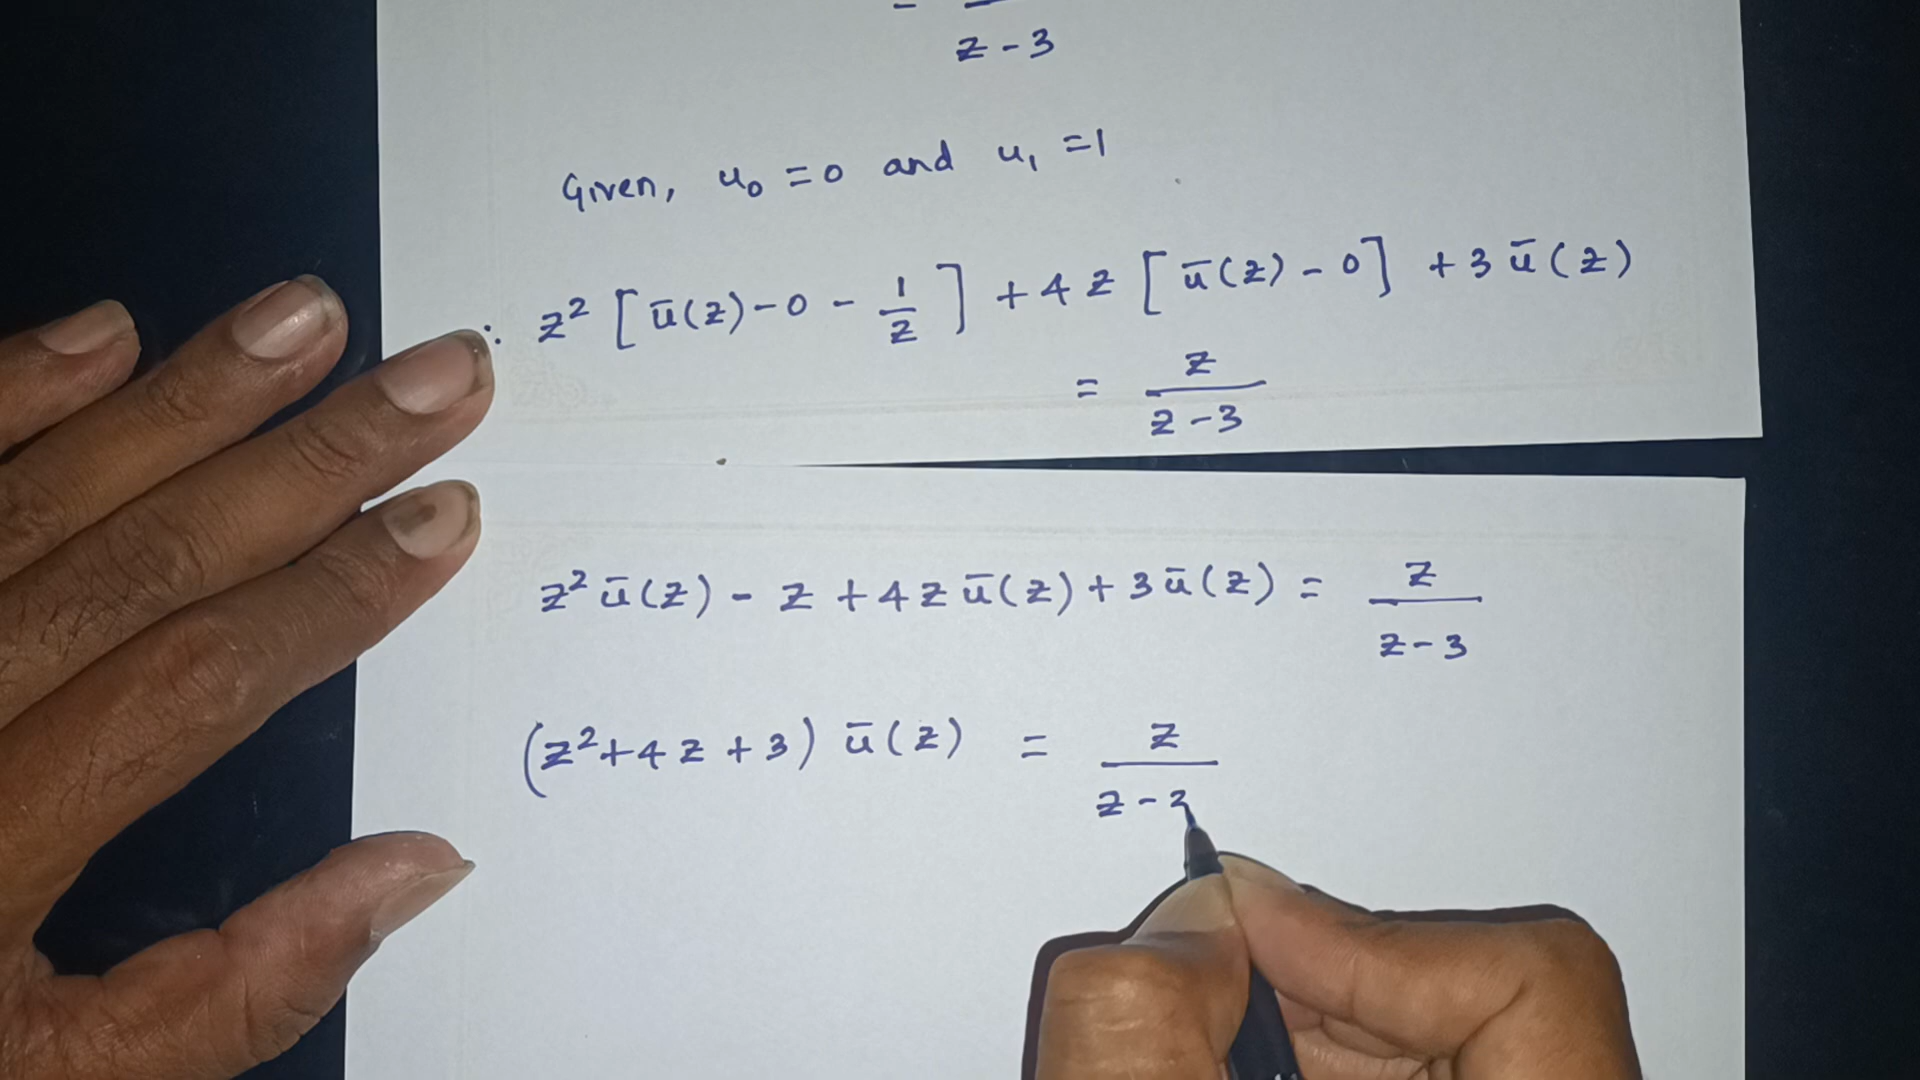 z - 3
Given, u₀ = 0 and u₁ = 1
: z² [ū(z) - 0 - 1/z] + 4z [ū(z) - 0] + 3ū(z)
= z/(z - 3)
z² ū(z) - z + 4z ū(z) + 3ū(z) = z/(z - 3)
(z² + 4z + 3) ū(z) = z/(z - 3)